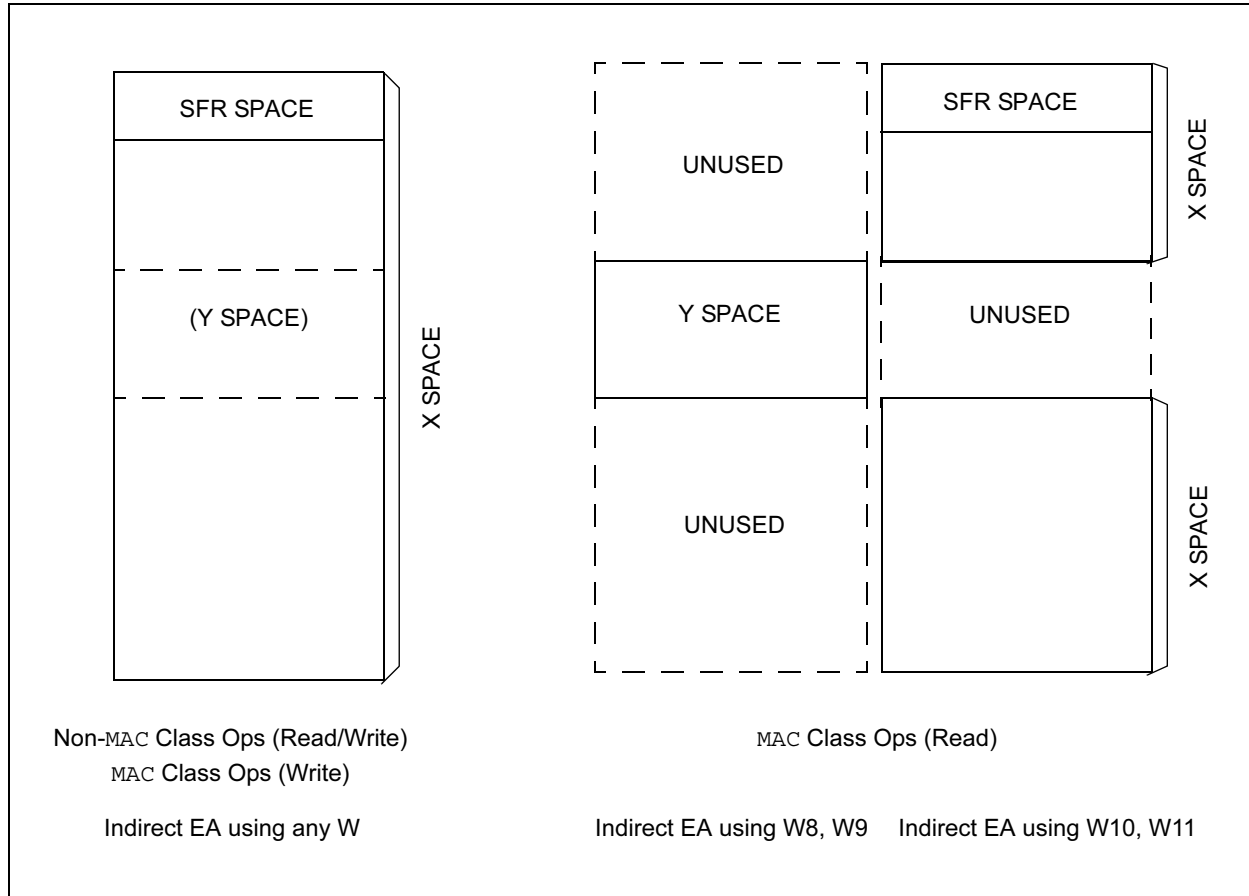 SFR SPACE
(Y SPACE)
X SPACE
Non-MAC Class Ops (Read/Write)
MAC Class Ops (Write)
Indirect EA using any W
UNUSED
Y SPACE
UNUSED
SFR SPACE
UNUSED
X SPACE
X SPACE
MAC Class Ops (Read)
Indirect EA using W8, W9
Indirect EA using W10, W11